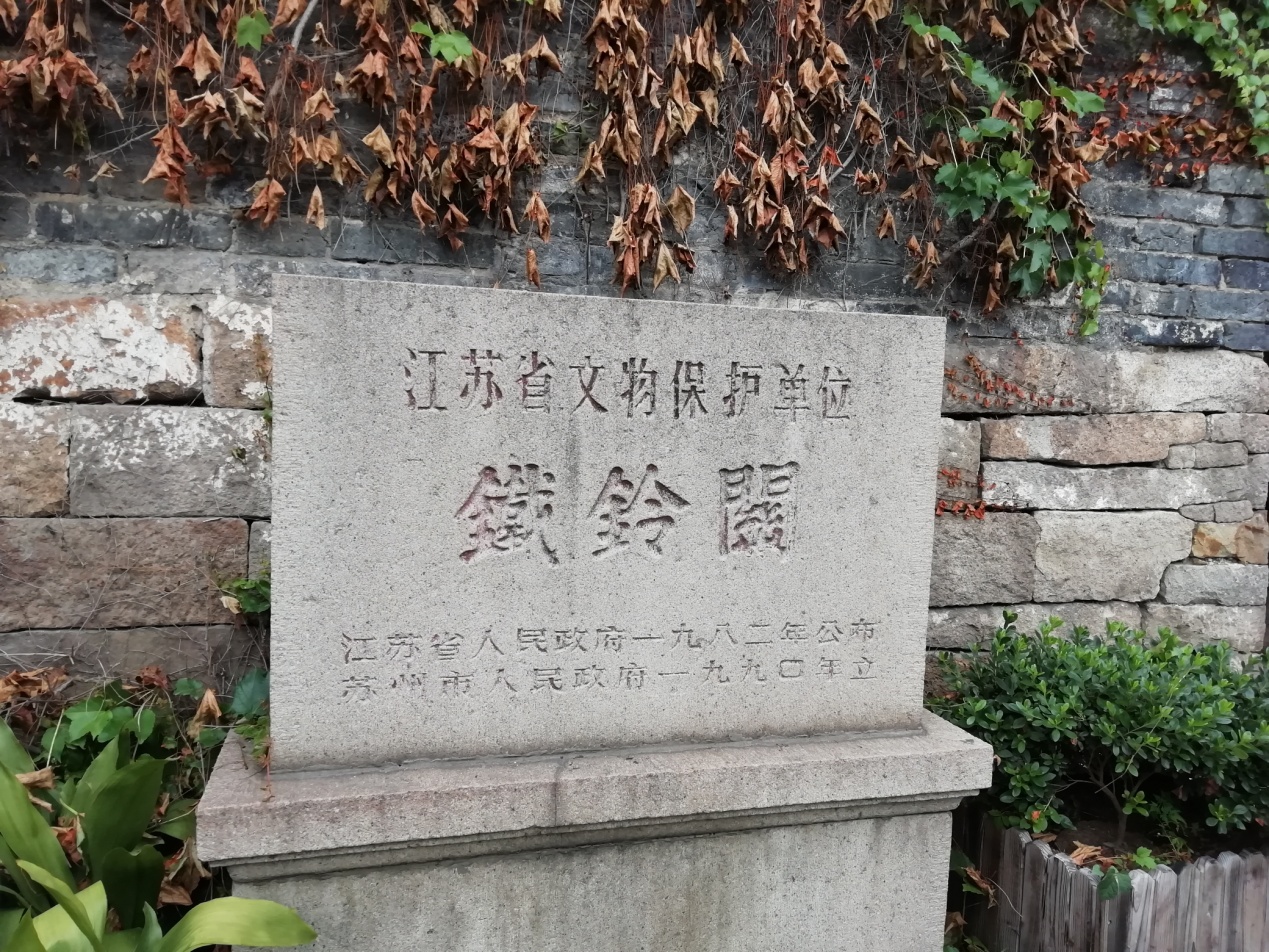 江苏省文物保护单位
鐵鈴關
江苏省人民政府一九八二年公布
苏州市人民政府一九九〇年立